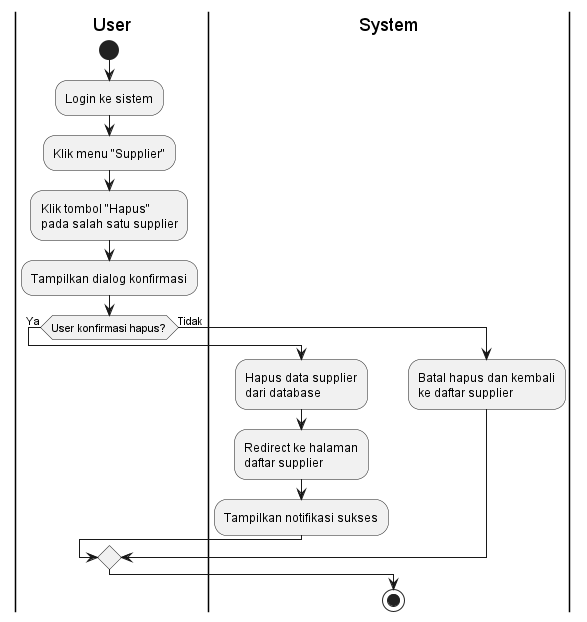 User
System
Login ke sistem
Klik menu "Supplier"
Klik tombol "Hapus"
pada salah satu supplier
Tampilkan dialog konfirmasi
Ya
User konfirmasi hapus?
Tidak
Hapus data supplier
dari database
Batal hapus dan kembali
ke daftar supplier
Redirect ke halaman
daftar supplier
Tampilkan notifikasi sukses